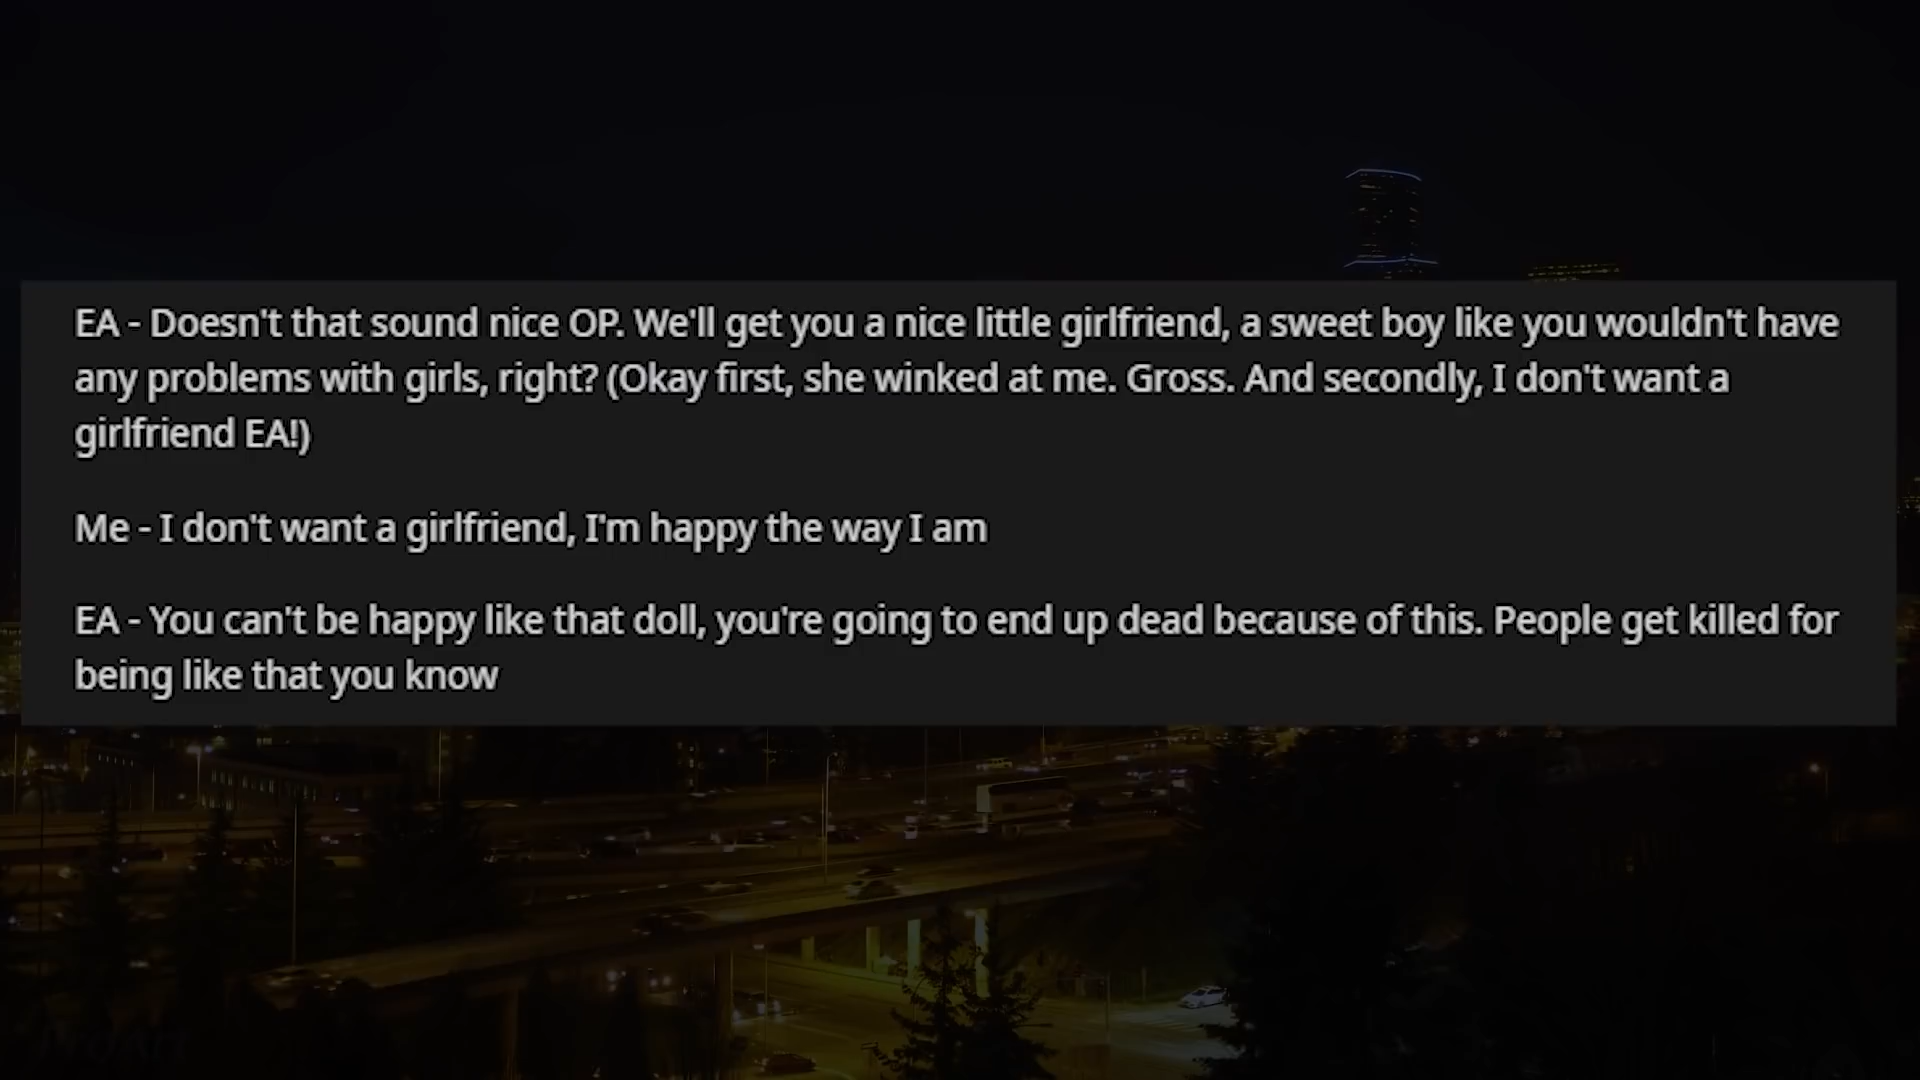 EA - Doesn't that sound nice OP. We'll get you a nice little girlfriend, a sweet boy like you wouldn't have
any problems with girls, right? (Okay first, she winked at me. Gross. And secondly, I don't want a
girlfriend EA!)
Me - I don't want a girlfriend, I'm happy the way I am
EA - You can't be happy like that doll, you're going to end up dead because of this. People get killed for
being like that you know